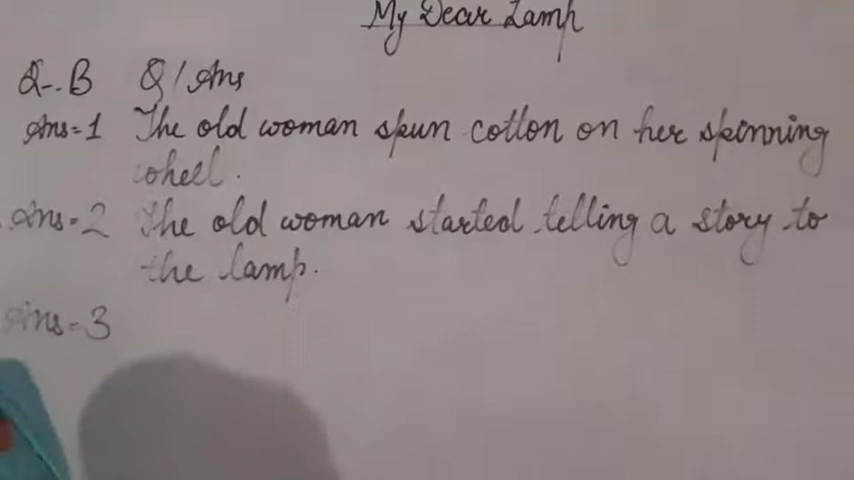 My Dear Lamp
Q-. B Q/Ans
Ans=1 The old woman spun cotton on her spinning
wheel.
Ans=2 The old woman started telling a story to
the lamp.
Ans=3